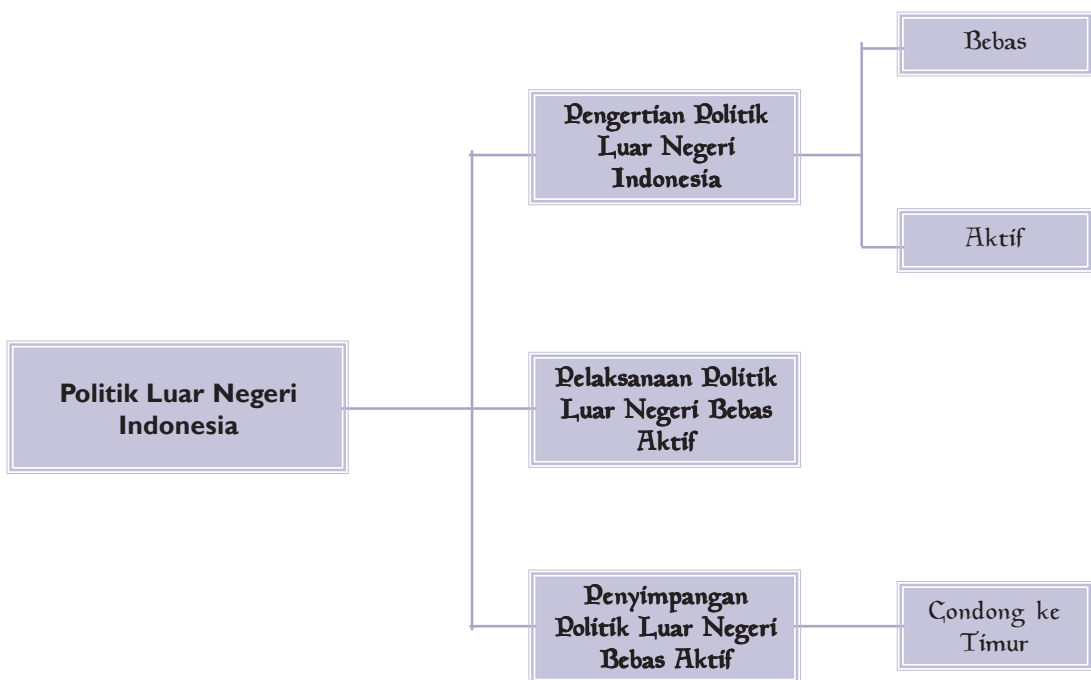 Politik Luar Negeri
Indonesia
Pengertian Politik
Luar Negeri
Indonesia
Bebas
Aktif
Pelaksanaan Politik
Luar Negeri Bebas
Aktif
Penyimpangan
Politik Luar Negeri
Bebas Aktif
Condong ke
Timur